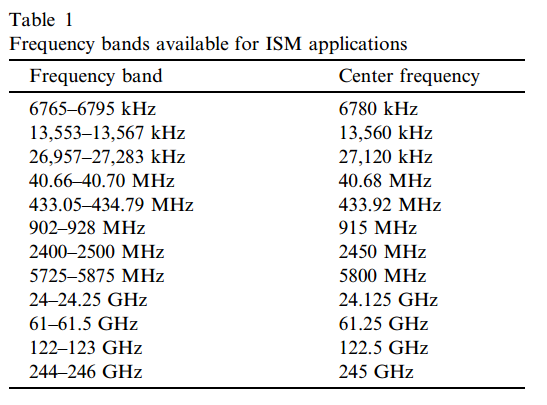 Table 1
Frequency bands available for ISM applications
Frequency band Center frequency
6765–6795 kHz 6780 kHz
13,553–13,567 kHz 13,560 kHz
26,957–27,283 kHz 27,120 kHz
40.66–40.70 MHz 40.68 MHz
433.05–434.79 MHz 433.92 MHz
902–928 MHz 915 MHz
2400–2500 MHz 2450 MHz
5725–5875 MHz 5800 MHz
24–24.25 GHz 24.125 GHz
61–61.5 GHz 61.25 GHz
122–123 GHz 122.5 GHz
244–246 GHz 245 GHz